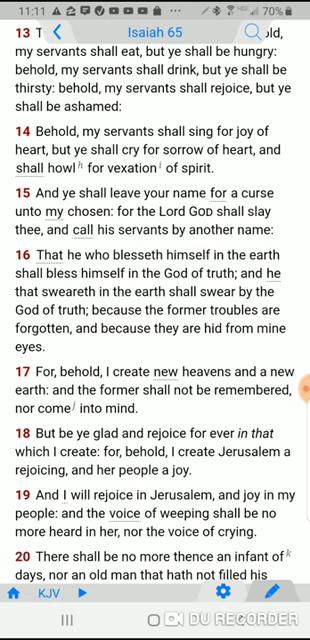 11:11 70%
Isaiah 65
13 T old,
my servants shall eat, but ye shall be hungry:
behold, my servants shall drink, but ye shall be
thirsty: behold, my servants shall rejoice, but ye
shall be ashamed:
14 Behold, my servants shall sing for joy of
heart, but ye shall cry for sorrow of heart, and
shall howl h for vexation i of spirit.
15 And ye shall leave your name for a curse
unto my chosen: for the Lord GOD shall slay
thee, and call his servants by another name:
16 That he who blesseth himself in the earth
shall bless himself in the God of truth; and he
that sweareth in the earth shall swear by the
God of truth; because the former troubles are
forgotten, and because they are hid from mine
eyes.
17 For, behold, I create new heavens and a new
earth: and the former shall not be remembered,
nor come j into mind.
18 But be ye glad and rejoice for ever in that
which I create: for, behold, I create Jerusalem a
rejoicing, and her people a joy.
19 And I will rejoice in Jerusalem, and joy in my
people: and the voice of weeping shall be no
more heard in her, nor the voice of crying.
20 There shall be no more thence an infant of k
days, nor an old man that hath not filled his
KJV
DU RECORDER